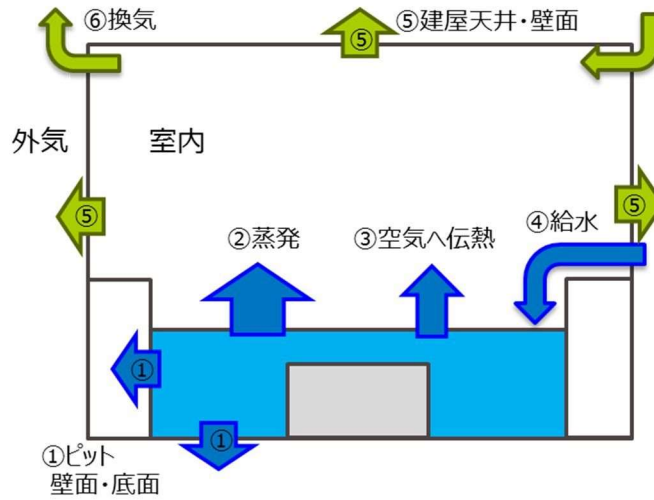 ⑥換気
⑤
⑤建屋天井・壁面
外気
室内
⑤
⑤
②蒸発
③空気へ伝熱
④給水
①
①
①ピット
壁面・底面